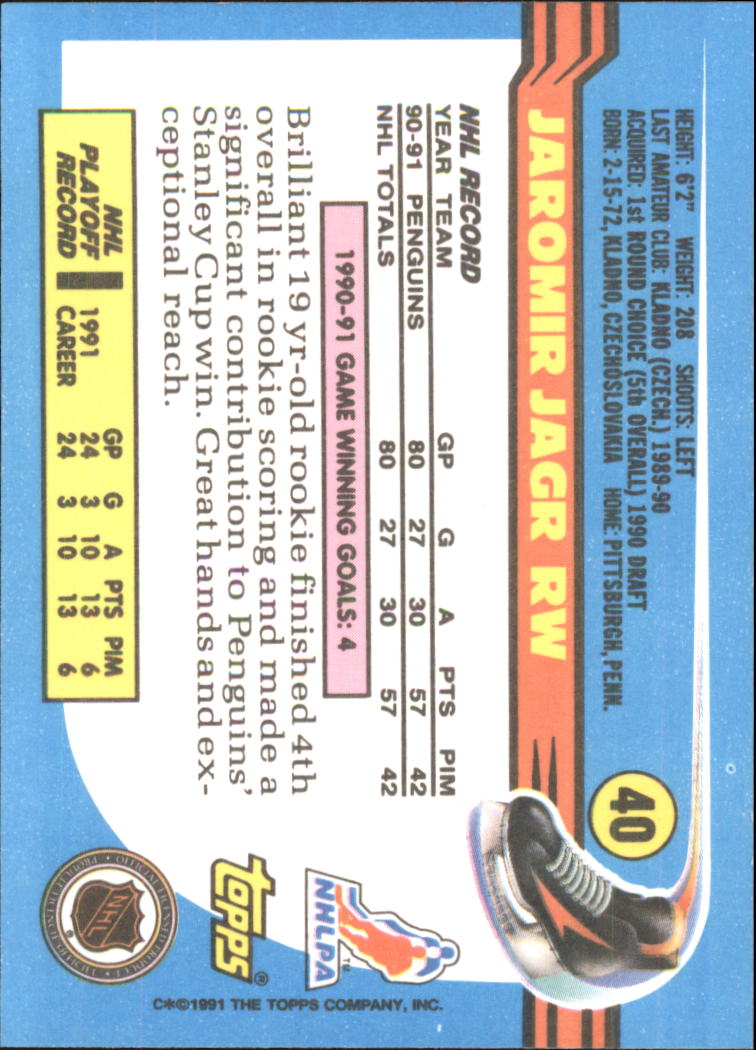 HEIGHT: 6'2" WEIGHT: 208 SHOOTS: LEFT
LAST AMATEUR CLUB: KLADNO (CZECH.) 1989-90
ACQUIRED: 1st ROUND CHOICE (5th OVERALL) 1990 DRAFT
BORN: 2-15-72, KLADNO, CZECHOSLOVAKIA HOME: PITTSBURGH, PENN.
40
JAROMIR JAGR RW
NHL RECORD
YEAR TEAM GP G A PTS PIM
90-91 PENGUINS 80 27 30 57 42
NHL TOTALS 80 27 30 57 42
1990-91 GAME WINNING GOALS: 4
Brilliant 19 yr-old rookie finished 4th
overall in rookie scoring and made a
significant contribution to Penguins'
Stanley Cup win. Great hands and ex-
ceptional reach.
NHL
PLAYOFF
RECORD
GP G A PTS PIM
1991 24 3 10 13 6
CAREER 24 3 10 13 6
NHLPA
TM
topps®
NHL
®
C*©1991 THE TOPPS COMPANY, INC.